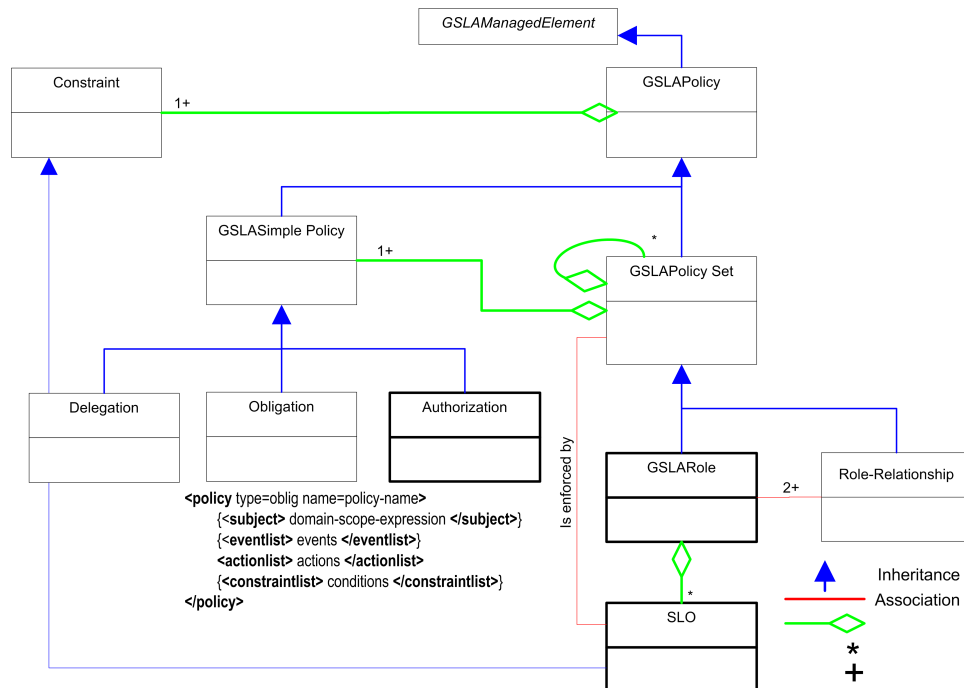 GSLAManagedElement
Constraint
GSLAPolicy
1+
GSLASimple Policy
1+
*
GSLAPolicy Set
Delegation
Obligation
Authorization
Is enforced by
GSLARole
2+
Role-Relationship
<policy type=oblig name=policy-name>
{<subject> domain-scope-expression </subject>}
{<eventlist> events </eventlist>}
<actionlist> actions </actionlist>
{<constraintlist> conditions </constraintlist>}
</policy>
*
SLO
Inheritance
Association
*
+